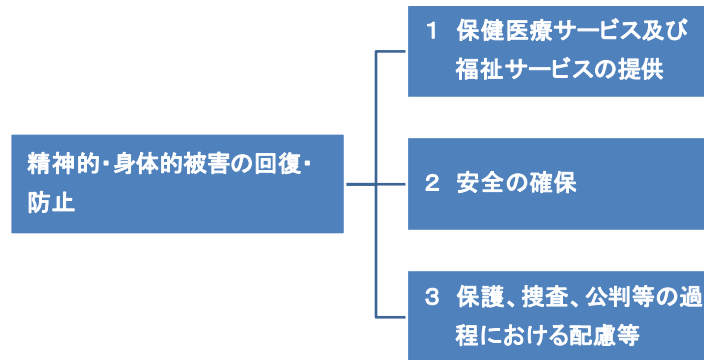 精神的・身体的被害の回復・
防止
１ 保健医療サービス及び
福祉サービスの提供
２ 安全の確保
３ 保護、捜査、公判等の過
程における配慮等